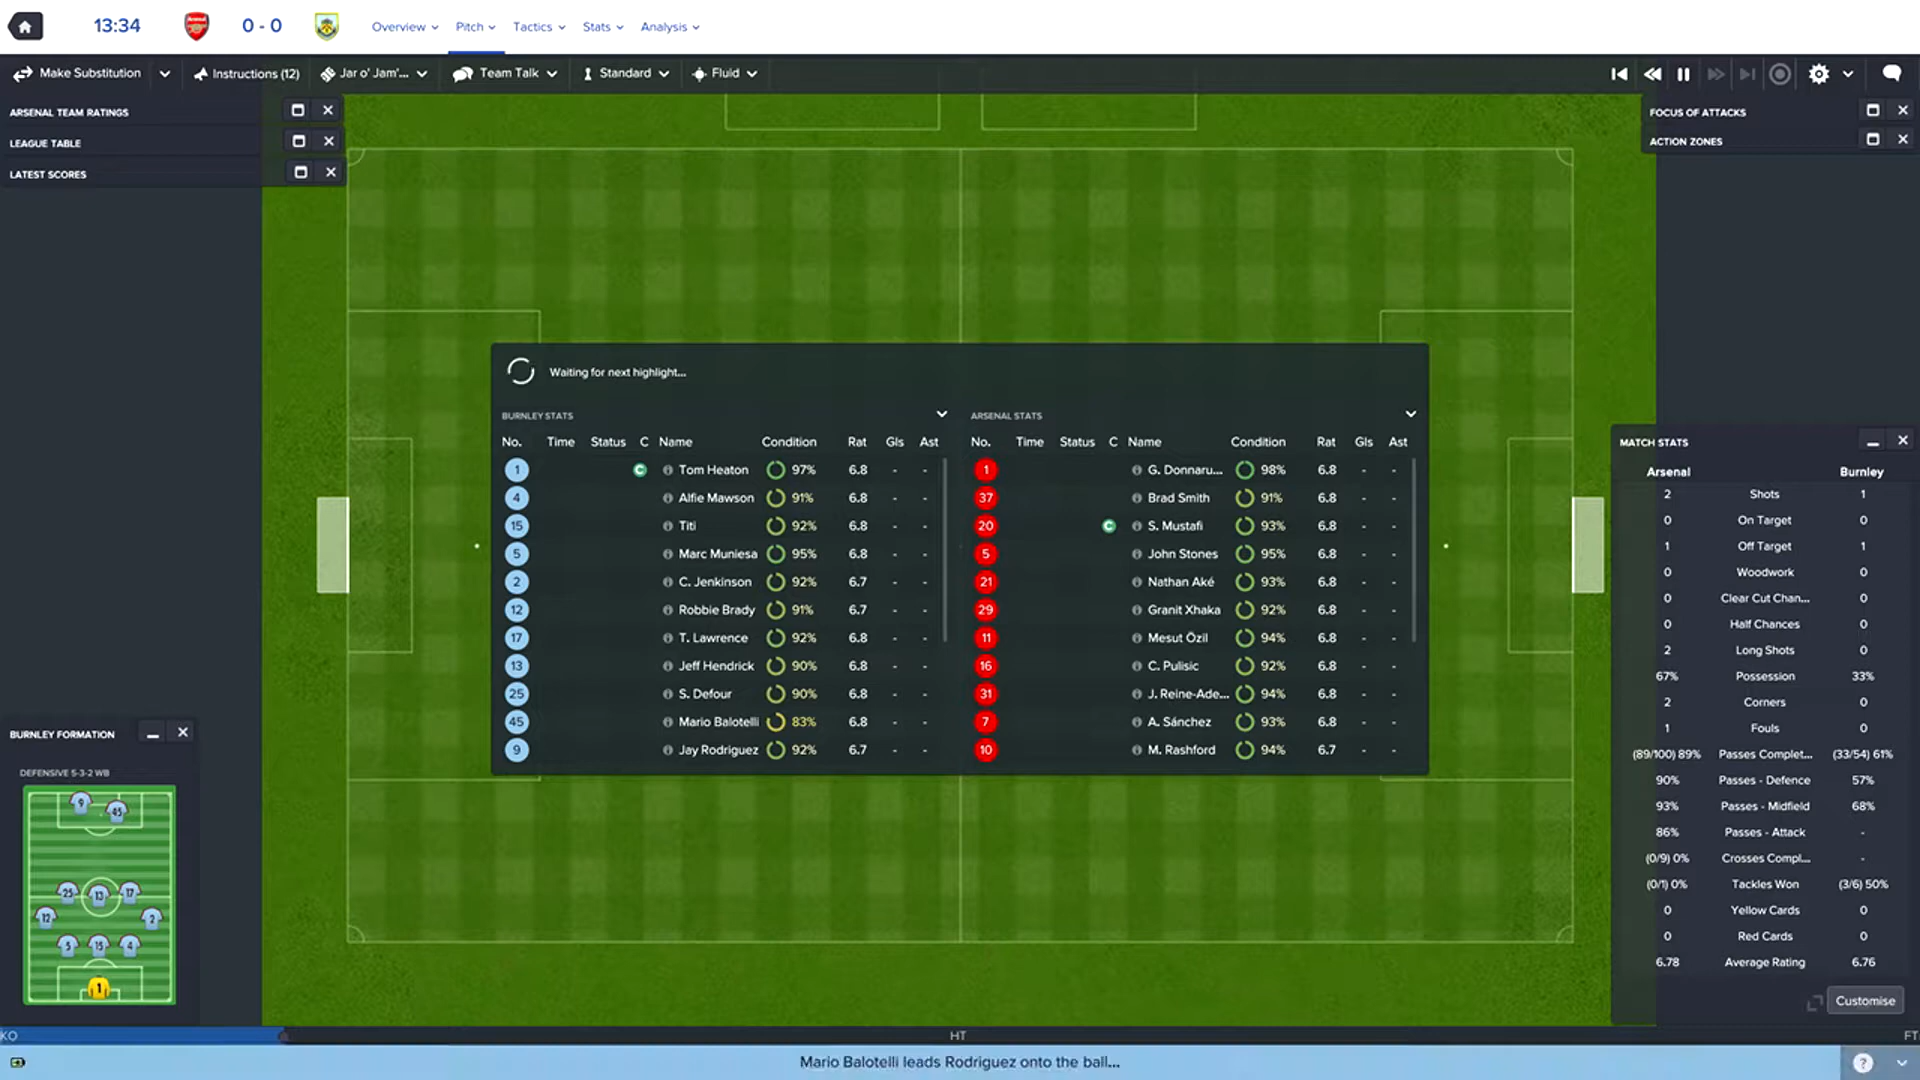 13:34 0 - 0 Overview Pitch Tactics Stats Analysis
Make Substitution Instructions (12) Jar o' Jam'... Team Talk Standard Fluid
ARSENAL TEAM RATINGS
LEAGUE TABLE
LATEST SCORES
FOCUS OF ATTACKS
ACTION ZONES
Waiting for next highlight...
BURNLEY STATS
No. Time Status C Name Condition Rat Gls Ast
1 C Tom Heaton 97% 6.8 - -
4 Alfie Mawson 91% 6.8 - -
15 Titi 92% 6.8 - -
5 Marc Muniesa 95% 6.8 - -
2 C. Jenkinson 92% 6.7 - -
12 Robbie Brady 91% 6.7 - -
17 T. Lawrence 92% 6.8 - -
13 Jeff Hendrick 90% 6.8 - -
25 S. Defour 90% 6.8 - -
45 Mario Balotelli 83% 6.8 - -
9 Jay Rodriguez 92% 6.7 - -
ARSENAL STATS
No. Time Status C Name Condition Rat Gls Ast
1 G. Donnaru... 98% 6.8 - -
37 Brad Smith 91% 6.8 - -
20 C S. Mustafi 93% 6.8 - -
5 John Stones 95% 6.8 - -
21 Nathan Aké 93% 6.8 - -
29 Granit Xhaka 92% 6.8 - -
11 Mesut Özil 94% 6.8 - -
16 C. Pulisic 92% 6.8 - -
31 J. Reine-Ade... 94% 6.8 - -
7 A. Sánchez 93% 6.8 - -
10 M. Rashford 94% 6.7 - -
MATCH STATS
Arsenal Burnley
2 Shots 1
0 On Target 0
1 Off Target 1
0 Woodwork 0
0 Clear Cut Chan... 0
0 Half Chances 0
2 Long Shots 0
67% Possession 33%
2 Corners 0
1 Fouls 0
(89/100) 89% Passes Complet... (33/54) 61%
90% Passes - Defence 57%
93% Passes - Midfield 68%
86% Passes - Attack -
(0/9) 0% Crosses Compl... -
(0/1) 0% Tackles Won (3/6) 50%
0 Yellow Cards 0
0 Red Cards 0
6.78 Average Rating 6.76
Customise
BURNLEY FORMATION
DEFENSIVE 5-3-2 WB
9 45
25 13 17
12 2
5 15 4
1
KO HT FT
Mario Balotelli leads Rodriguez onto the ball...
?